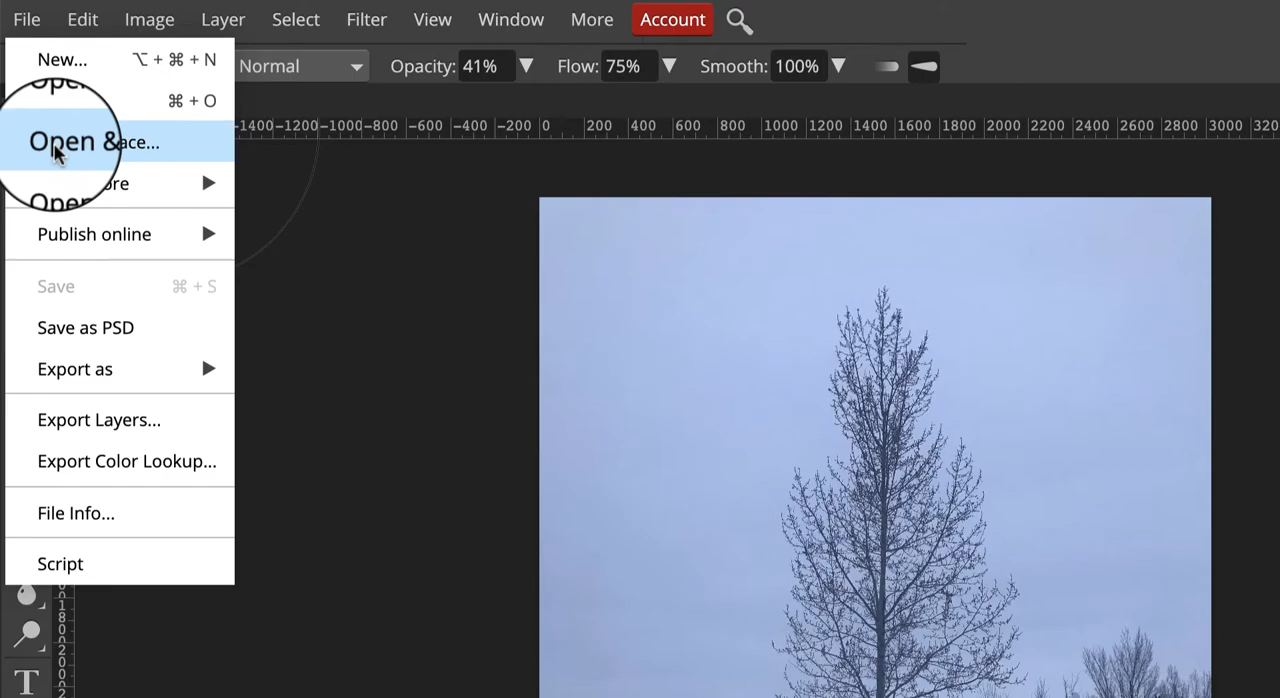 File Edit Image Layer Select Filter View Window More Account
New... ⌥ + ⌘ + N
Normal Opacity: 41% Flow: 75% Smooth: 100%
⌘ + O
Open & ace...
-1400 -1200 -1000 -800 -600 -400 -200 0 200 400 600 800 1000 1200 1400 1600 1800 2000 2200 2400 2600 2800 3000 320
Publish online
Save ⌘ + S
Save as PSD
Export as
Export Layers...
Export Color Lookup...
File Info...
Script
T